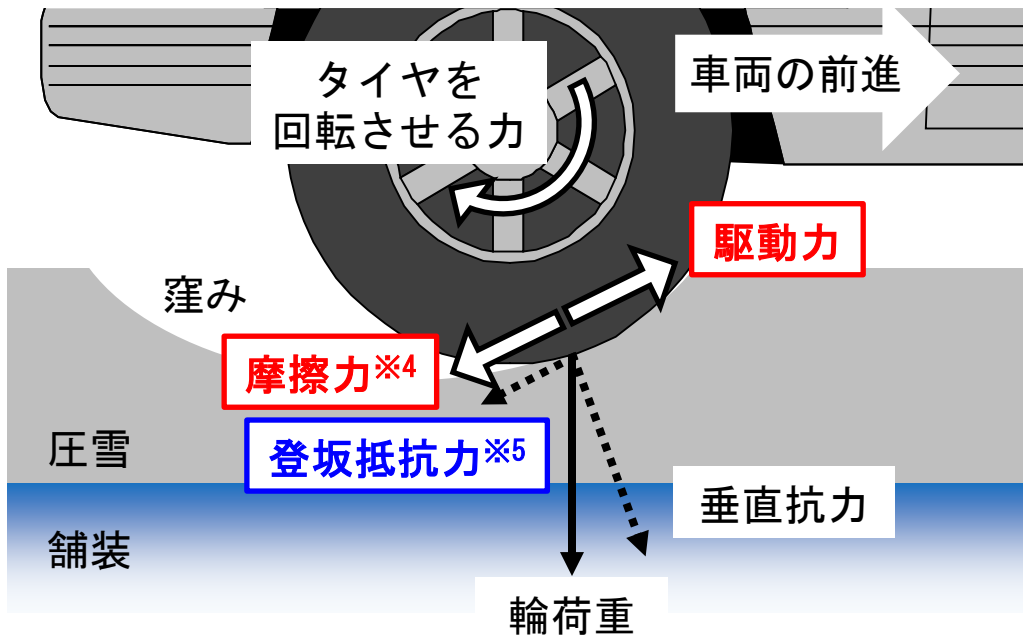 タイヤを
回転させる力
車両の前進
駆動力
窪み
摩擦力※4
登坂抵抗力※5
圧雪
垂直抗力
舗装
輪荷重